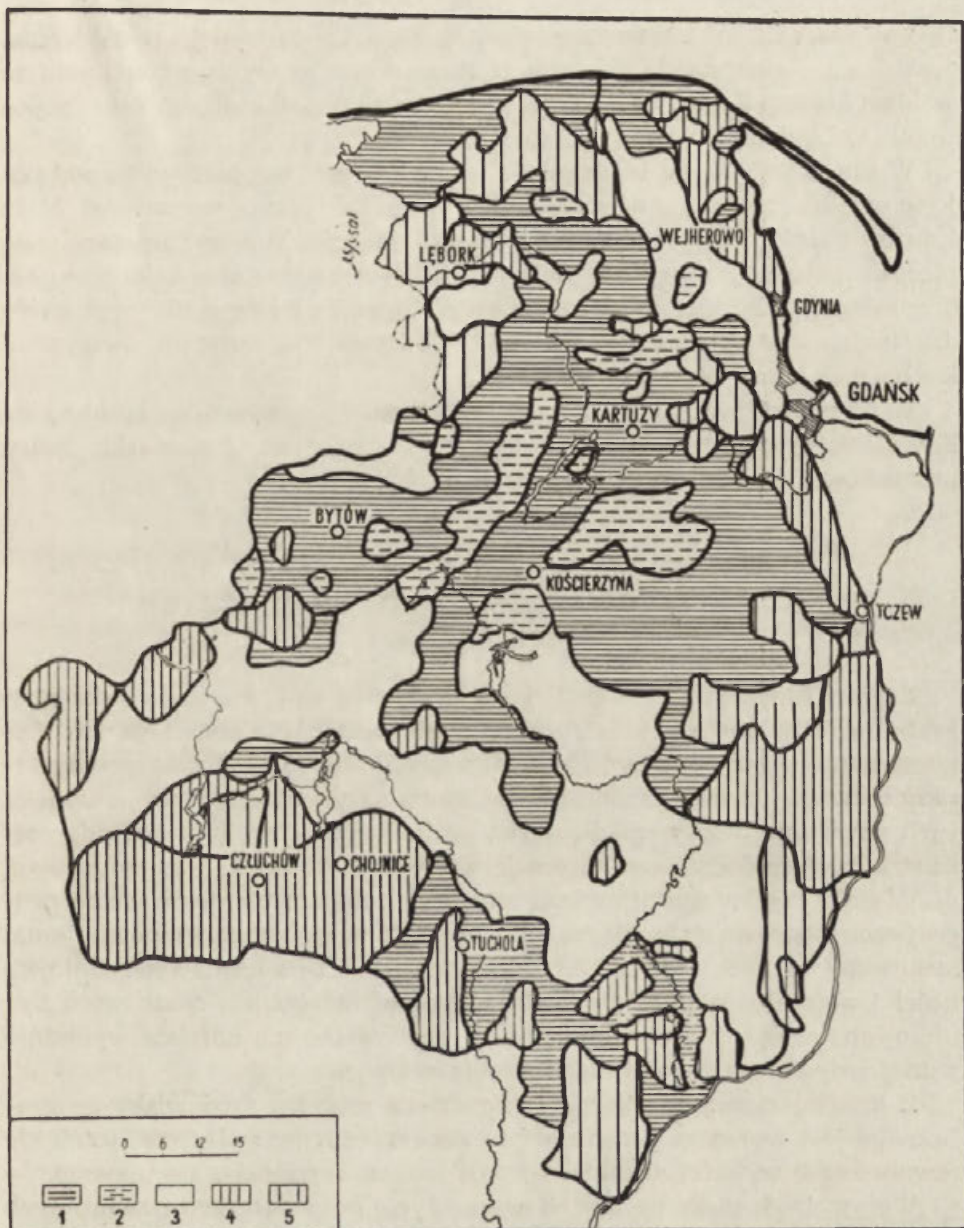 WEJHEROWO
LĘBORK
GDYNIA
GDAŃSK
KARTUZY
BYTÓW
KOŚCIERZYNA
TCZEW
CZŁUCHÓW
CHOJNICE
TUCHOLA
0 6 12 18
1 2 3 4 5